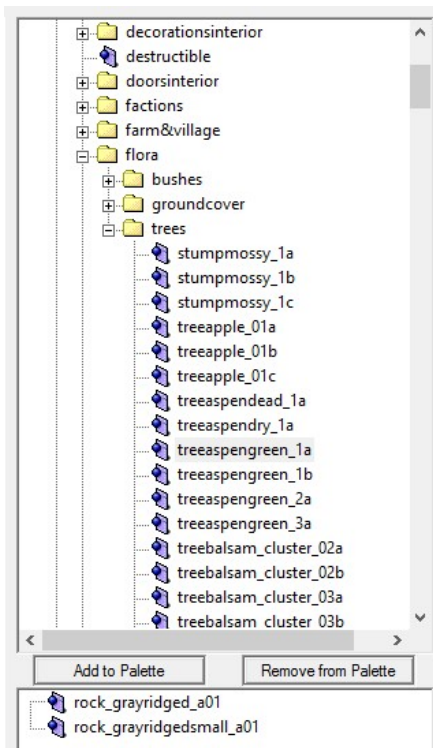 decorationsinterior
destructible
doorsinterior
factions
farm&village
flora
bushes
groundcover
trees
stumpmossy_1a
stumpmossy_1b
stumpmossy_1c
treeapple_01a
treeapple_01b
treeapple_01c
treeaspendead_1a
treeaspendry_1a
treeaspengreen_1a
treeaspengreen_1b
treeaspengreen_2a
treeaspengreen_3a
treebalsam_cluster_02a
treebalsam_cluster_02b
treebalsam_cluster_03a
treebalsam_cluster_03b
Add to Palette Remove from Palette
rock_grayridged_a01
rock_grayridgedsmall_a01